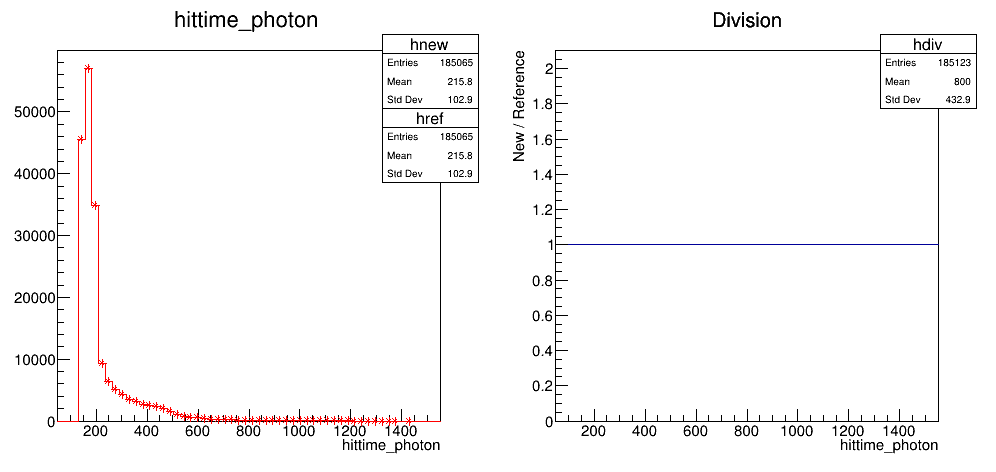 hittime_photon
hnew
Entries 185065
Mean 215.8
Std Dev 102.9
href
Entries 185065
Mean 215.8
Std Dev 102.9
50000
40000
30000
20000
10000
0
200 400 600 800 1000 1200 1400
hittime_photon
Division
hdiv
Entries 185123
Mean 800
Std Dev 432.9
New / Reference
2
1.8
1.6
1.4
1.2
1
0.8
0.6
0.4
0.2
0
200 400 600 800 1000 1200 1400
hittime_photon